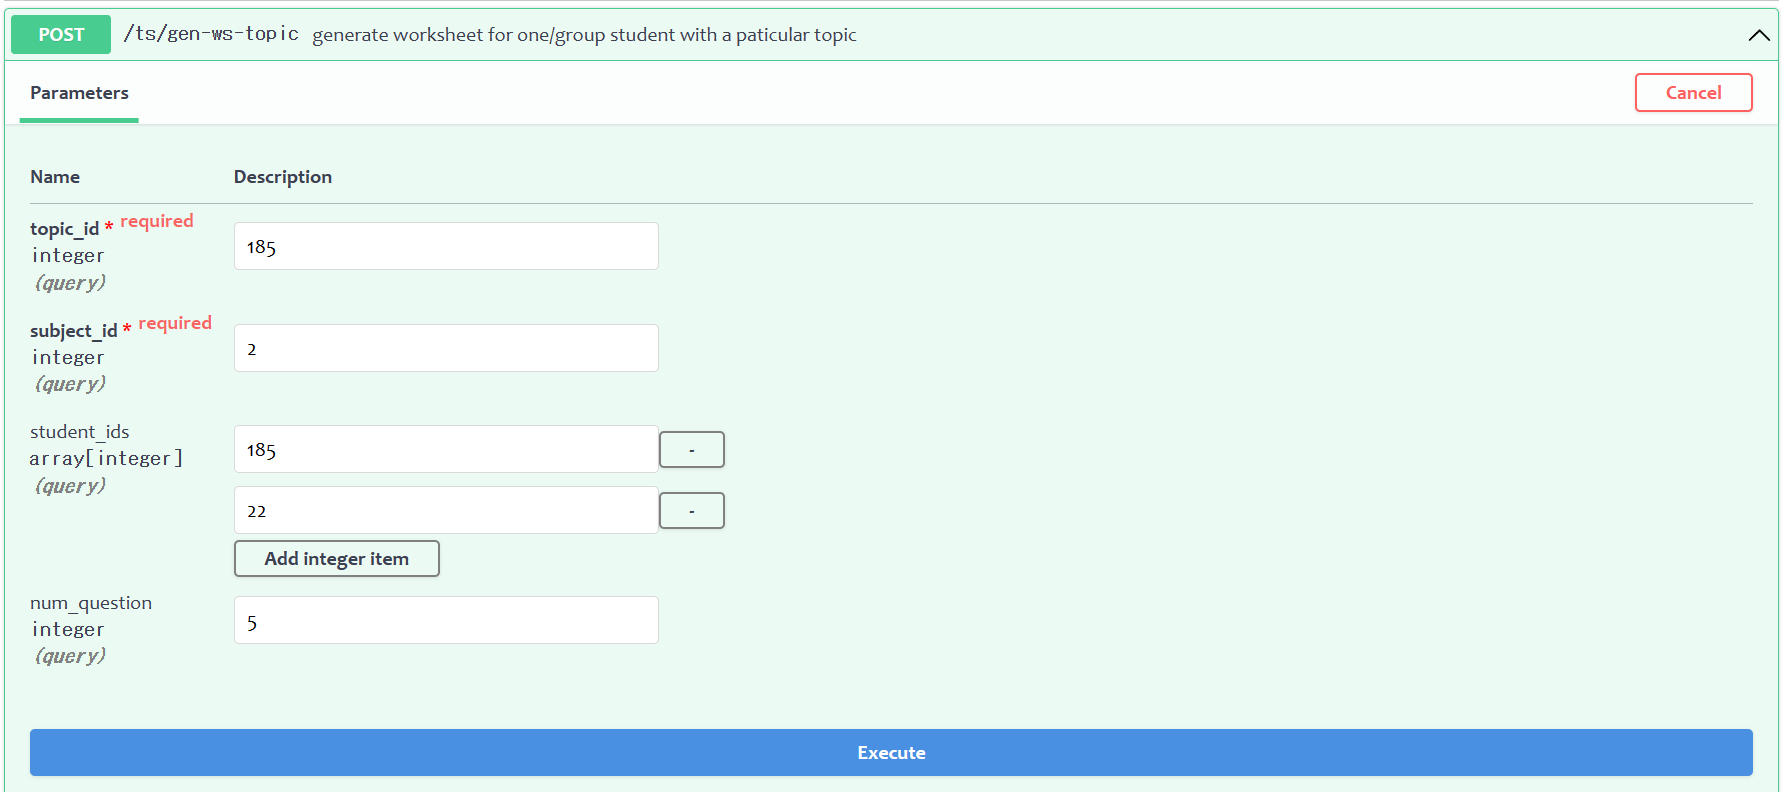 POST /ts/gen-ws-topic generate worksheet for one/group student with a paticular topic
Parameters
Cancel
Name Description
topic_id * required
integer
(query)
185
subject_id * required
integer
(query)
2
student_ids
array[integer]
(query)
185
-
22
-
Add integer item
num_question
integer
(query)
5
Execute